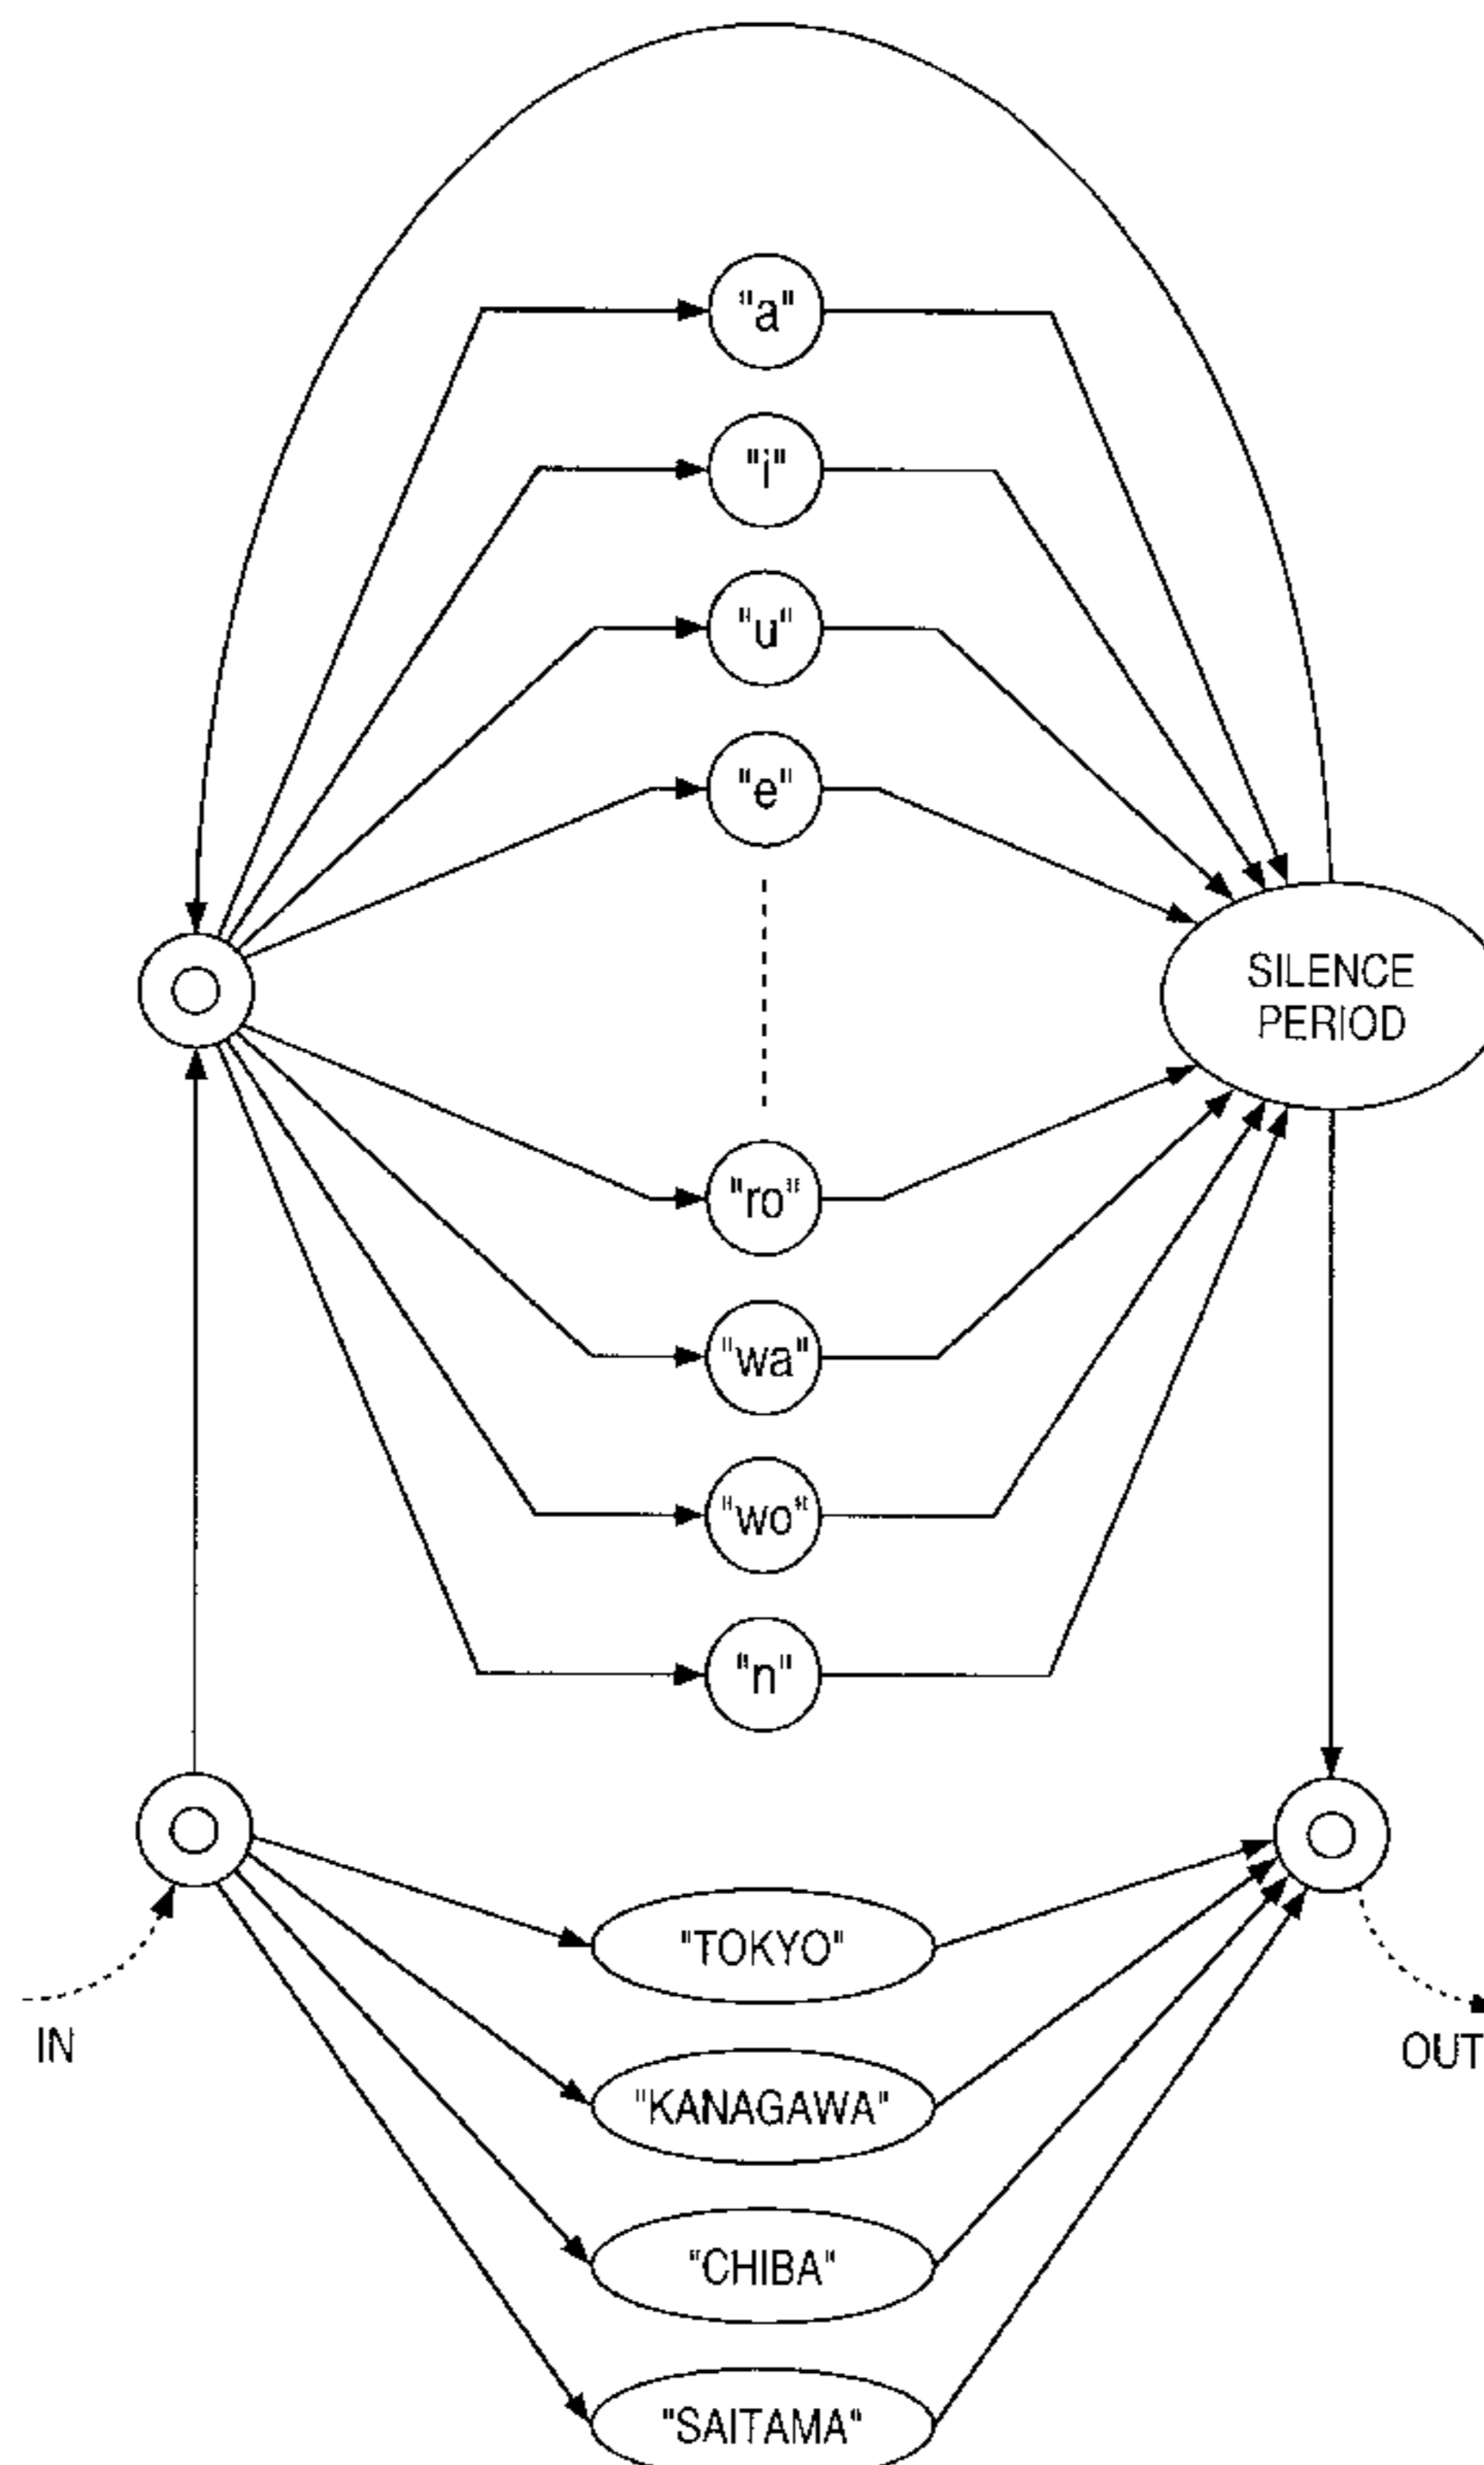 "a"
"i"
"u"
"e"
SILENCE
PERIOD
"ro"
"wa"
"wo"
"n"
"TOKYO"
IN
OUT
"KANAGAWA"
"CHIBA"
"SAITAMA"